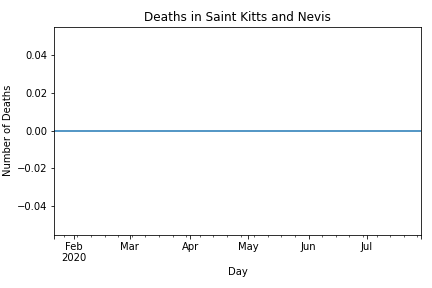 Deaths in Saint Kitts and Nevis
Number of Deaths
0.04
0.02
0.00
−0.02
−0.04
Feb Mar Apr May Jun Jul
2020
Day